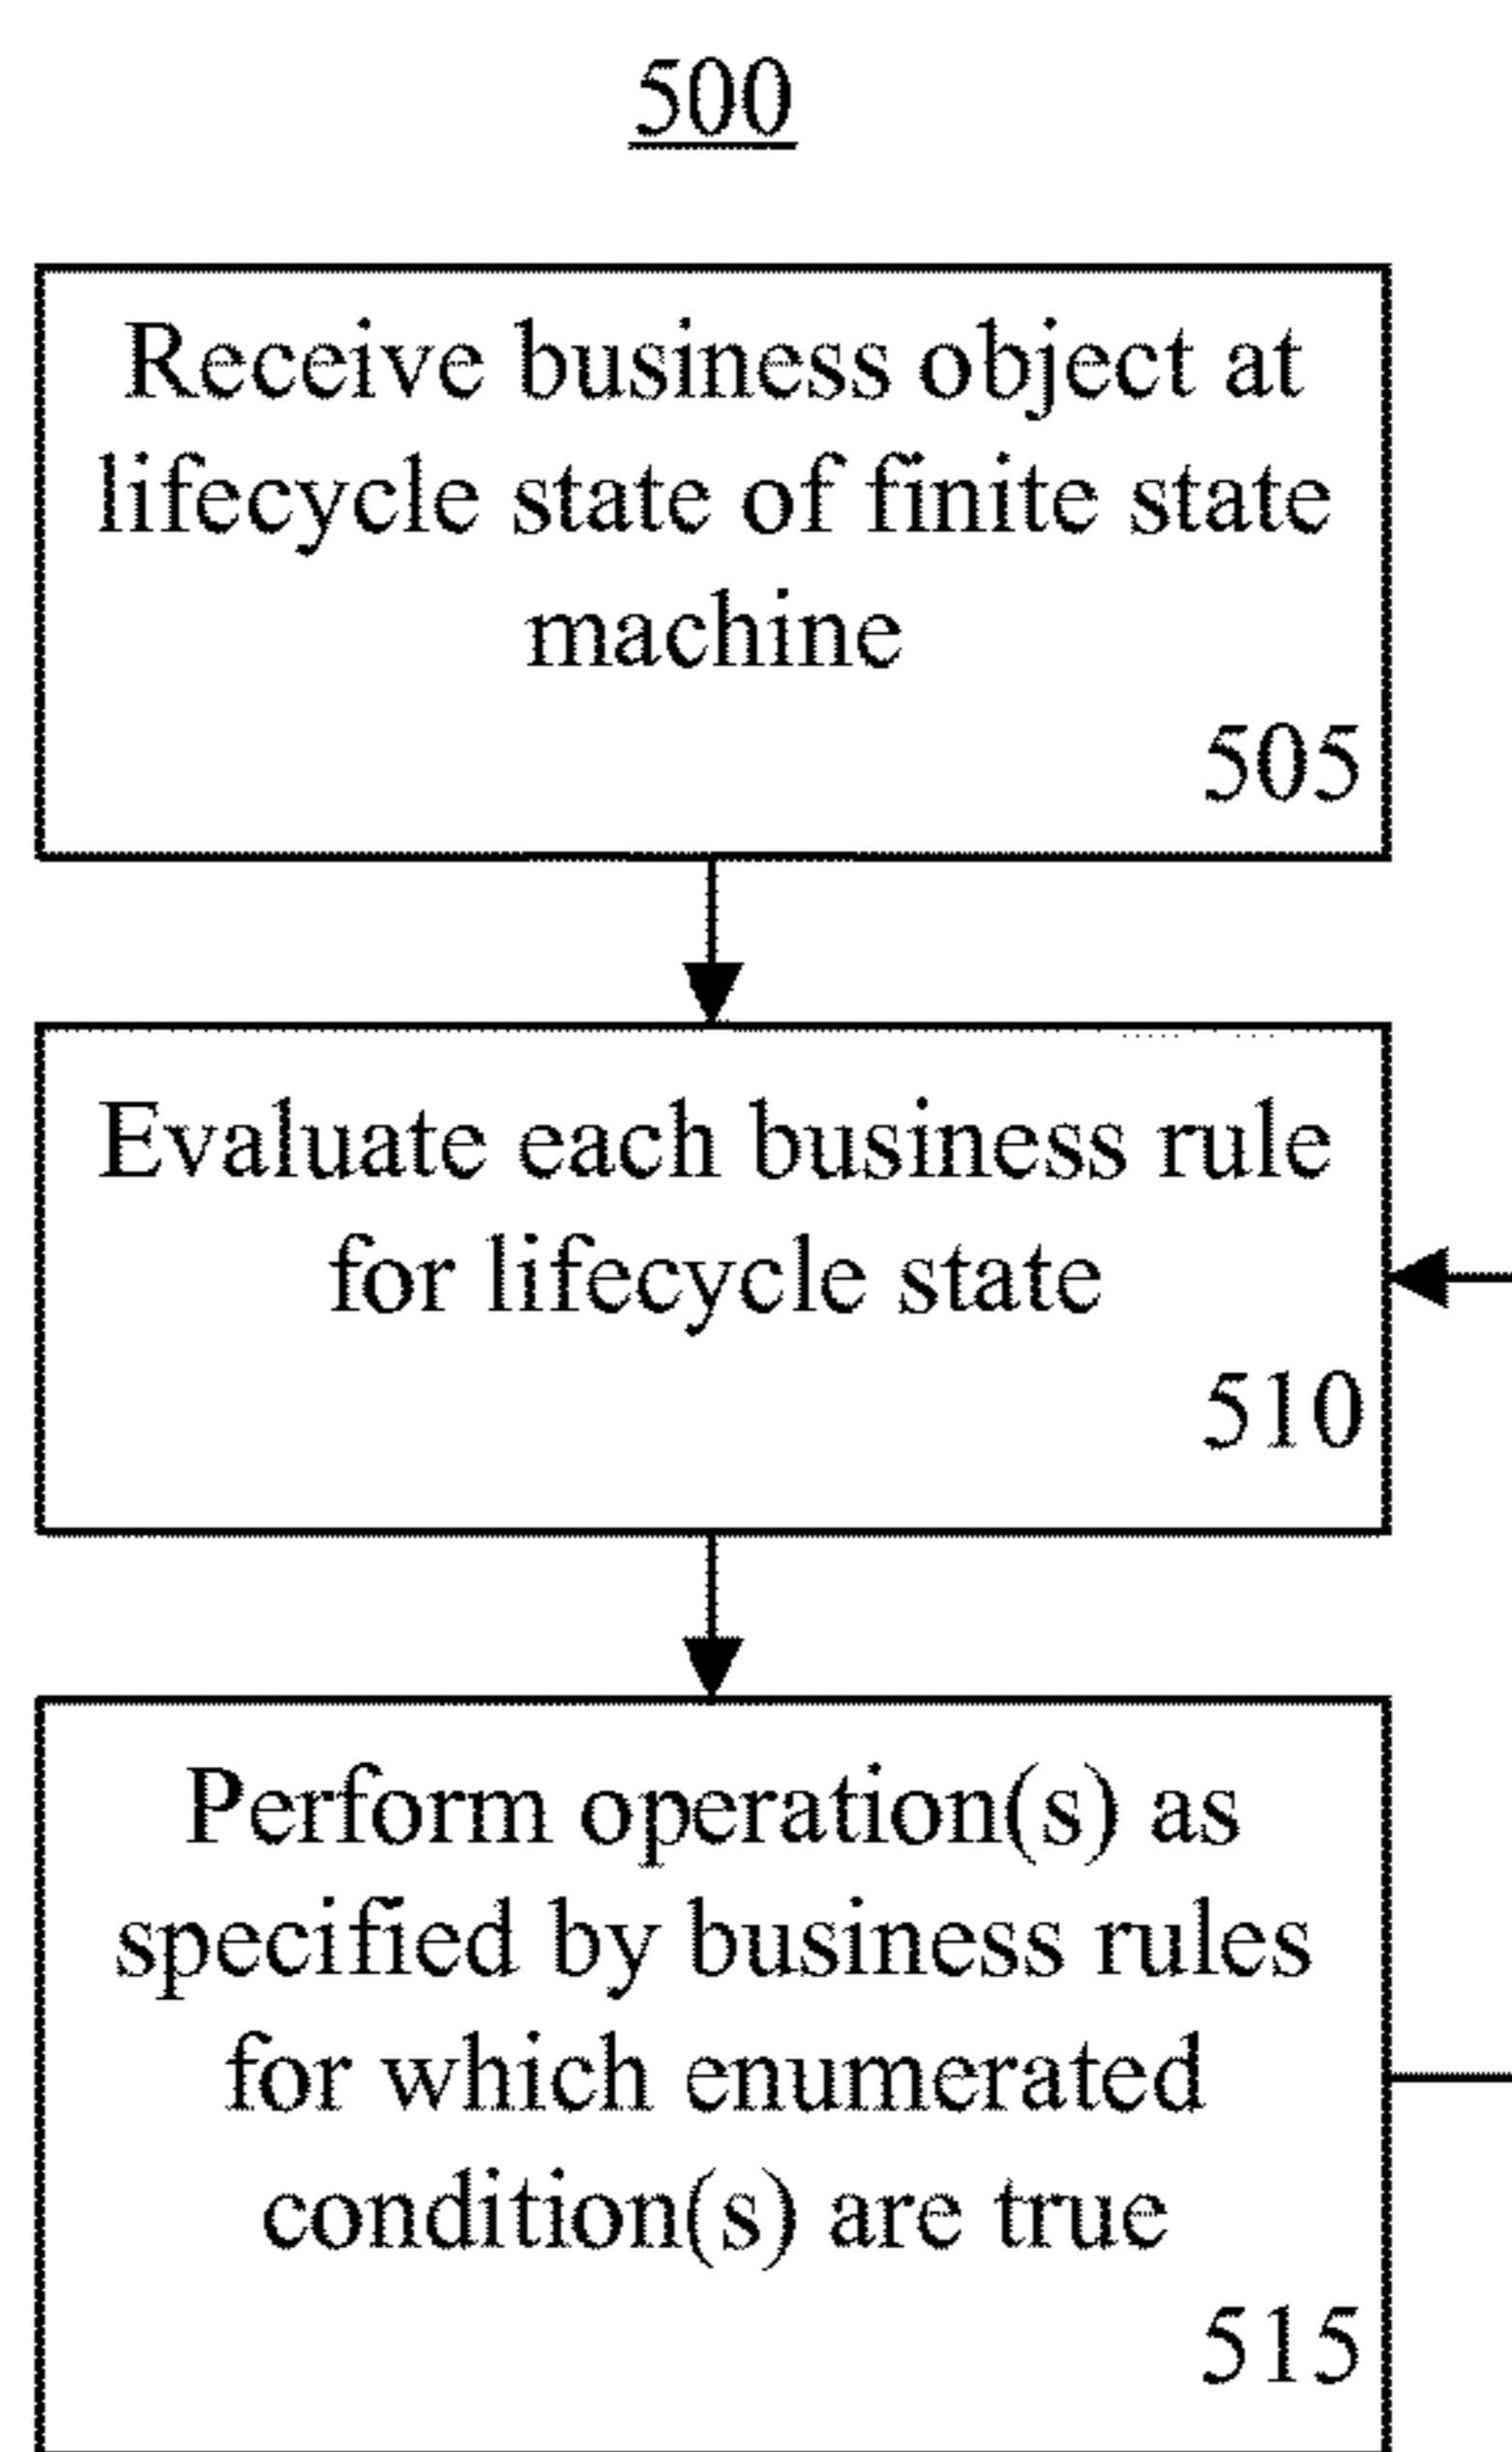 500
Receive business object at
lifecycle state of finite state
machine
505
Evaluate each business rule
for lifecycle state
510
Perform operation(s) as
specified by business rules
for which enumerated
condition(s) are true
515